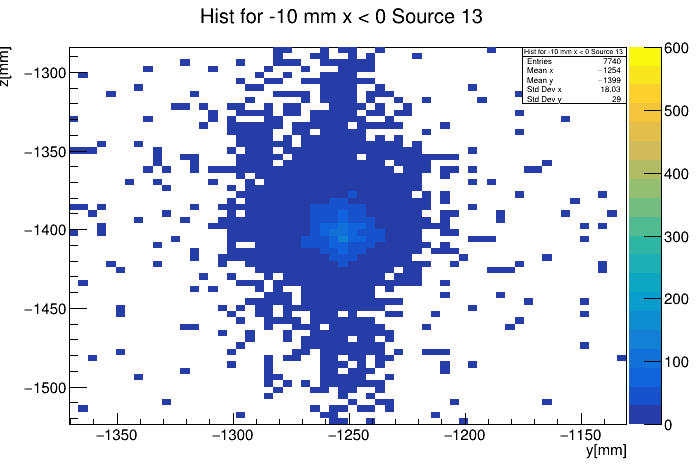 Hist for -10 mm x < 0 Source 13
z[mm]
Hist for -10 mm x < 0 Source 13
Entries 7740
Mean x −1254
Mean y −1399
Std Dev x 18.03
Std Dev y 29
−1300
−1350
−1400
−1450
−1500
−1350 −1300 −1250 −1200 −1150
y[mm]
600
500
400
300
200
100
0